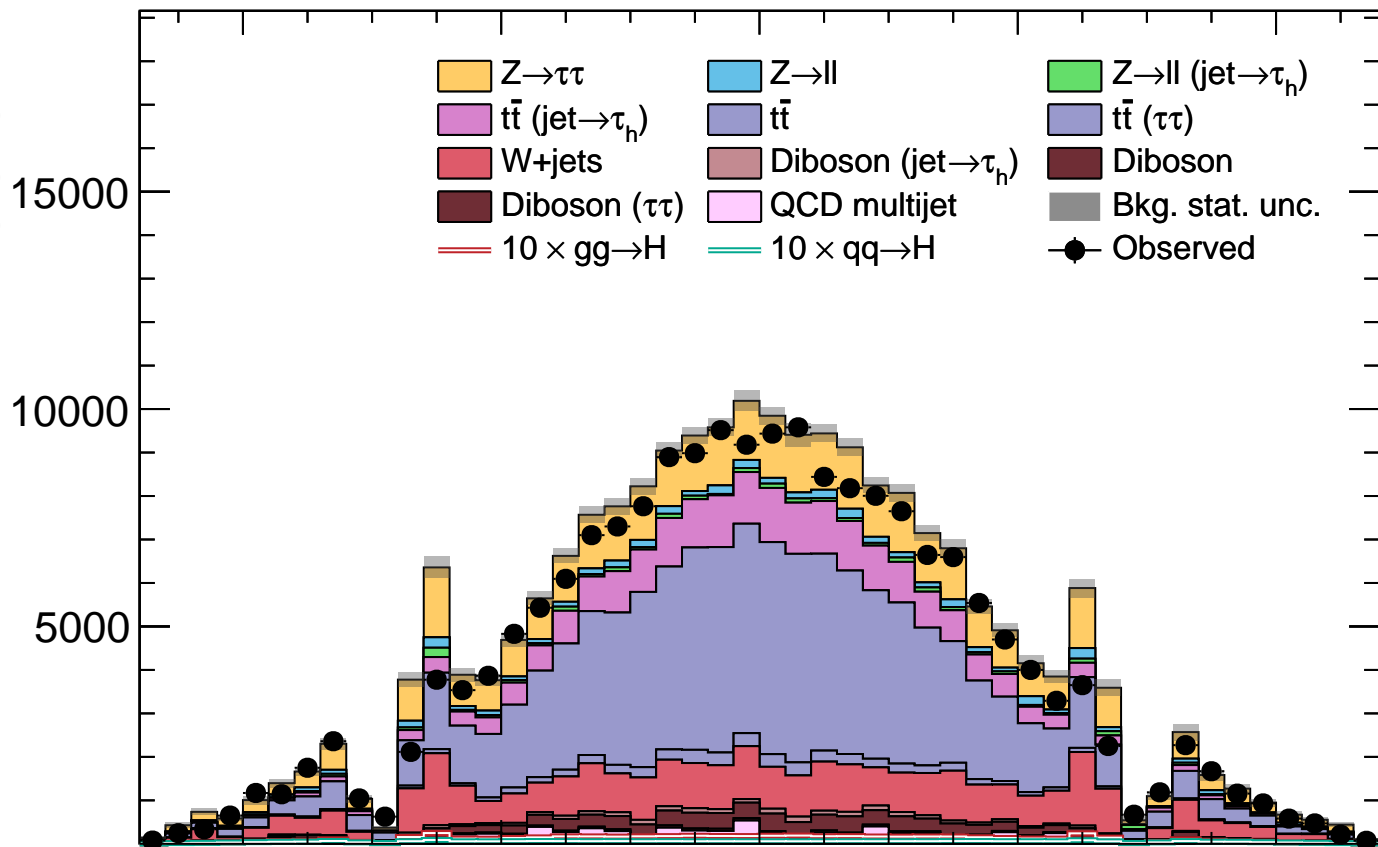 Z→ττ Z→ll Z→ll (jet→τh)
tt̄ (jet→τh) tt̄ tt̄ (ττ)
W+jets Diboson (jet→τh) Diboson
Diboson (ττ) QCD multijet Bkg. stat. unc.
10 × gg→H 10 × qq→H Observed
15000
10000
5000